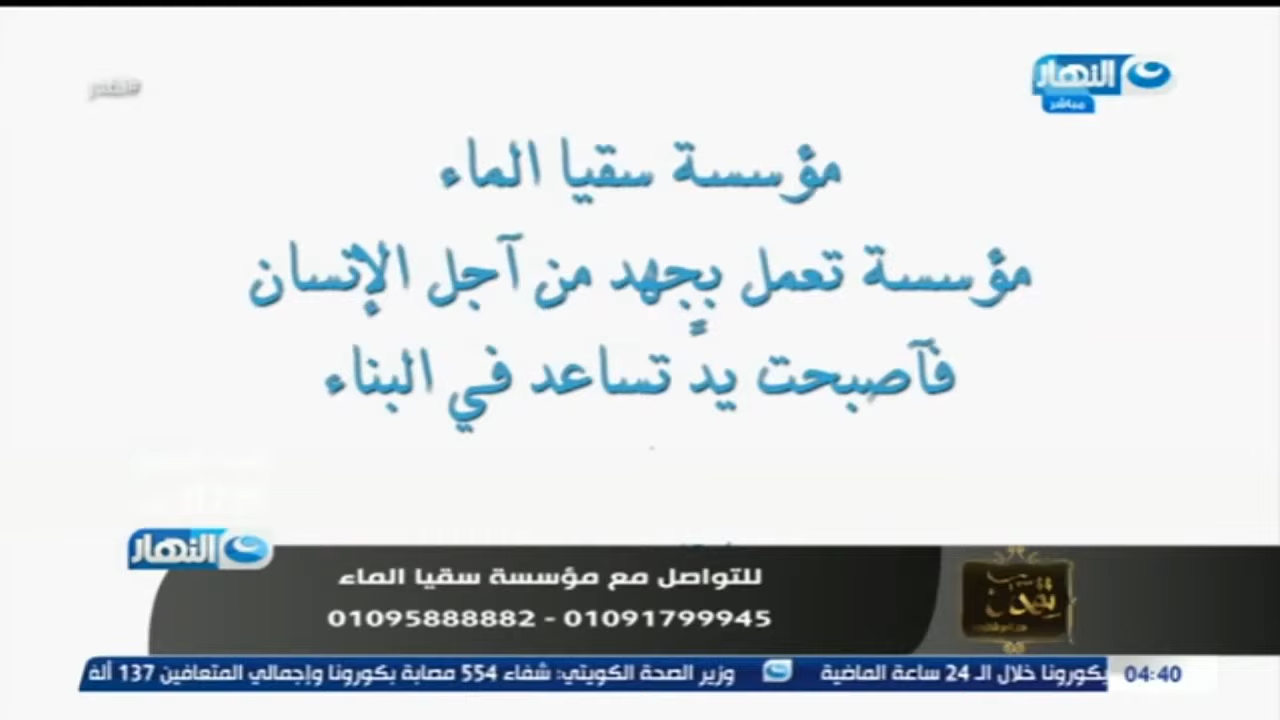 النهار
مباشر
مؤسسة سقيا الماء
مؤسسة تعمل بجهدٍ من آجل الإنسان
فآصبحت يدٌ تساعد في البناء
النهار
للتواصل مع مؤسسة سقيا الماء
01095888882 - 01091799945
04:40
بكورونا خلال الـ 24 ساعة الماضية
وزير الصحة الكويتي: شفاء 554 مصابة بكورونا وإجمالي المتعافين 137 ألف